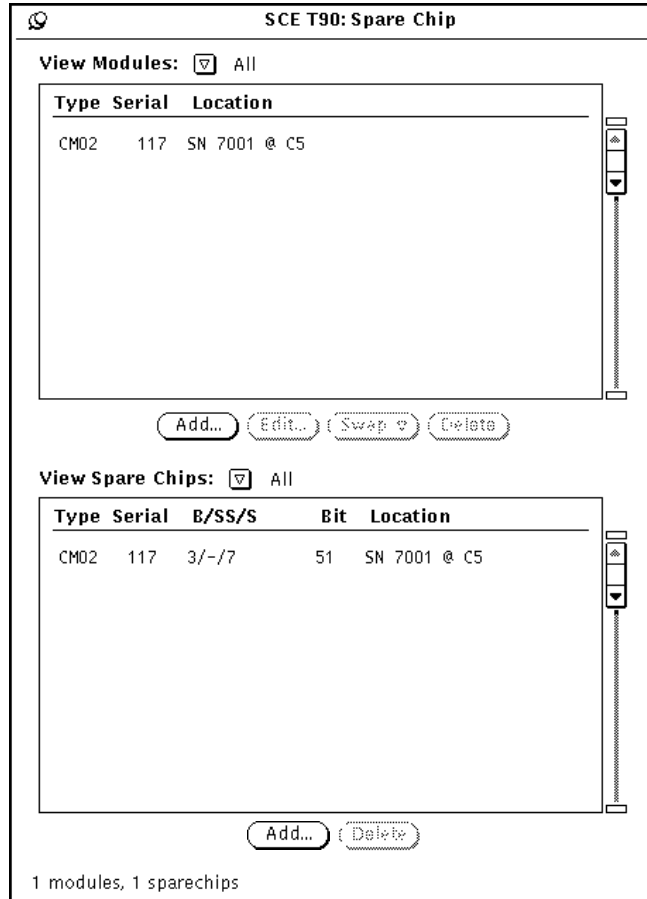 SCE T90: Spare Chip
View Modules: All
Type Serial Location
CM02 117 SN 7001 @ C5
Add... Edit... Swap Delete
View Spare Chips: All
Type Serial B/SS/S Bit Location
CM02 117 3/-/7 51 SN 7001 @ C5
Add... Delete
1 modules, 1 sparechips